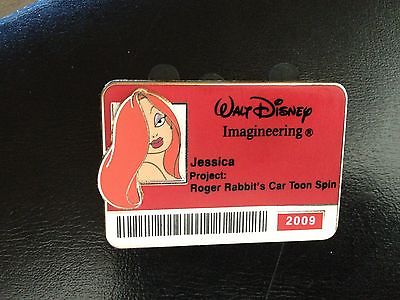 Walt Disney
Imagineering ®
Jessica
Project:
Roger Rabbit's Car Toon Spin
2009